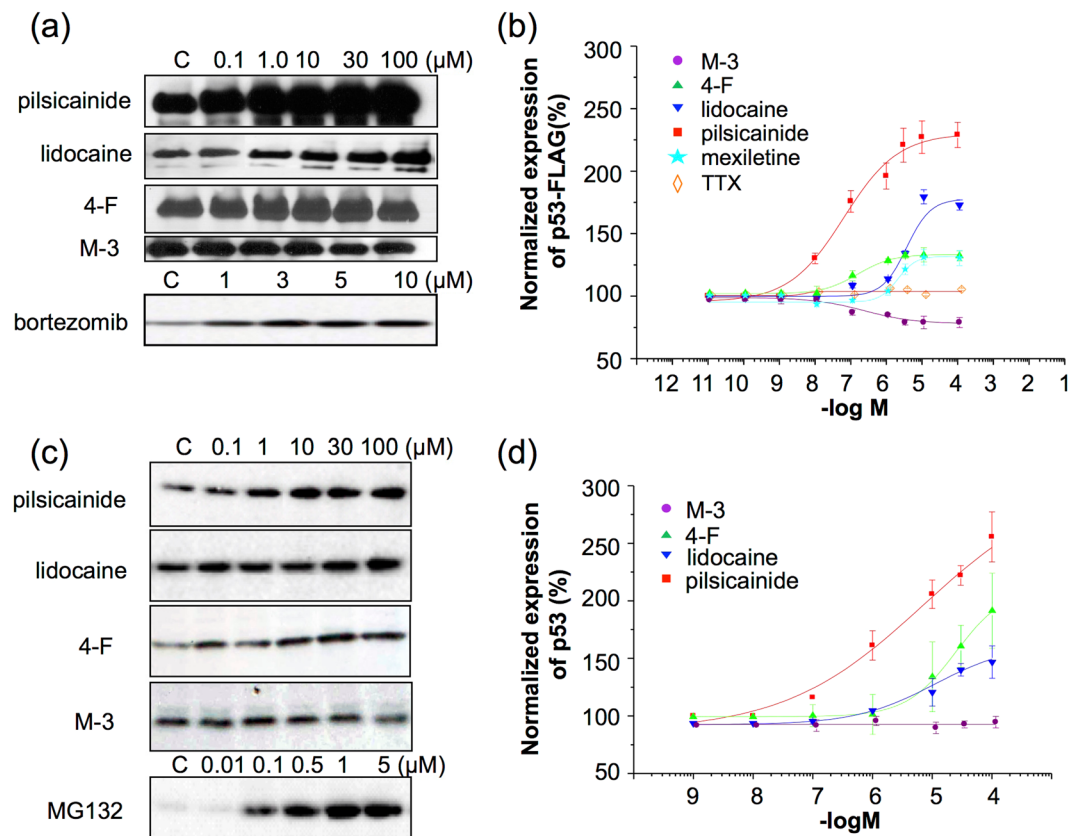 (a)
C 0.1 1.0 10 30 100 (μM)
pilsicainide
lidocaine
4-F
M-3
C 1 3 5 10 (μM)
bortezomib
(b)
Normalized expression
of p53-FLAG(%)
300
250
200
150
100
50
M-3
4-F
lidocaine
pilsicainide
mexiletine
TTX
12 11 10 9 8 7 6 5 4 3 2 1
-log M
(c)
C 0.1 1 10 30 100 (μM)
pilsicainide
lidocaine
4-F
M-3
C 0.01 0.1 0.5 1 5 (μM)
MG132
(d)
Normalized expression
of p53 (%)
300
250
200
150
100
50
M-3
4-F
lidocaine
pilsicainide
9 8 7 6 5 4
-logM